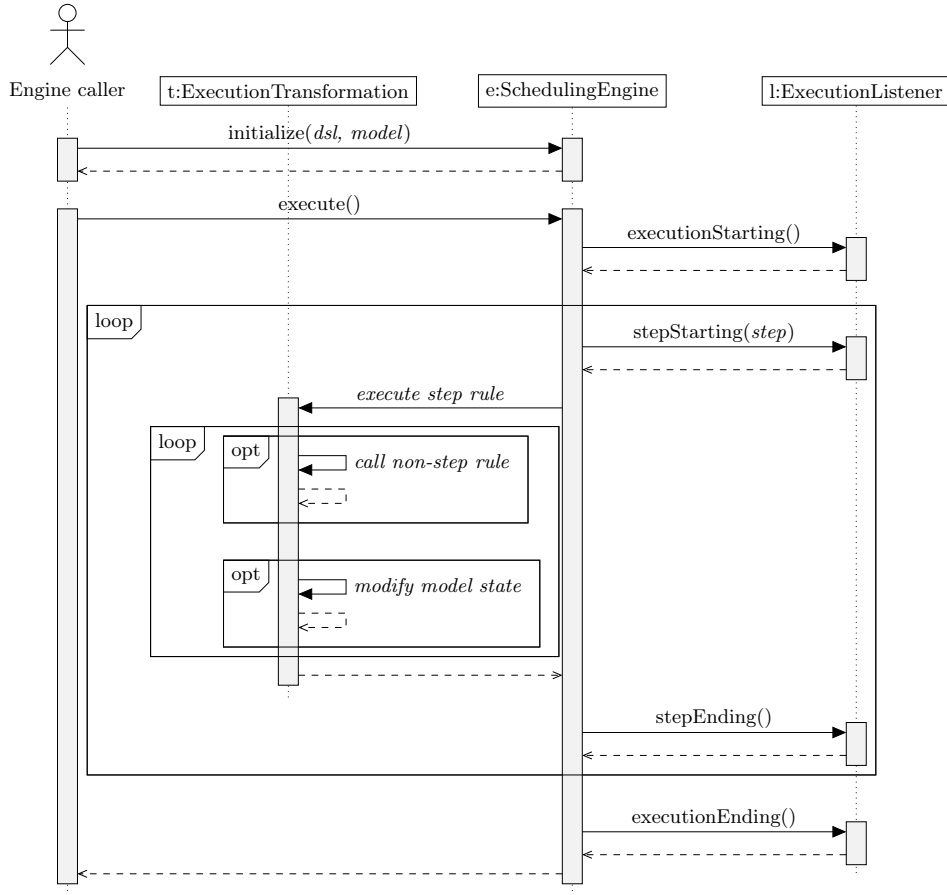 Engine caller
t:ExecutionTransformation
e:SchedulingEngine
l:ExecutionListener
initialize(dsl, model)
execute()
executionStarting()
loop
stepStarting(step)
execute step rule
loop
opt
call non-step rule
opt
modify model state
stepEnding()
executionEnding()